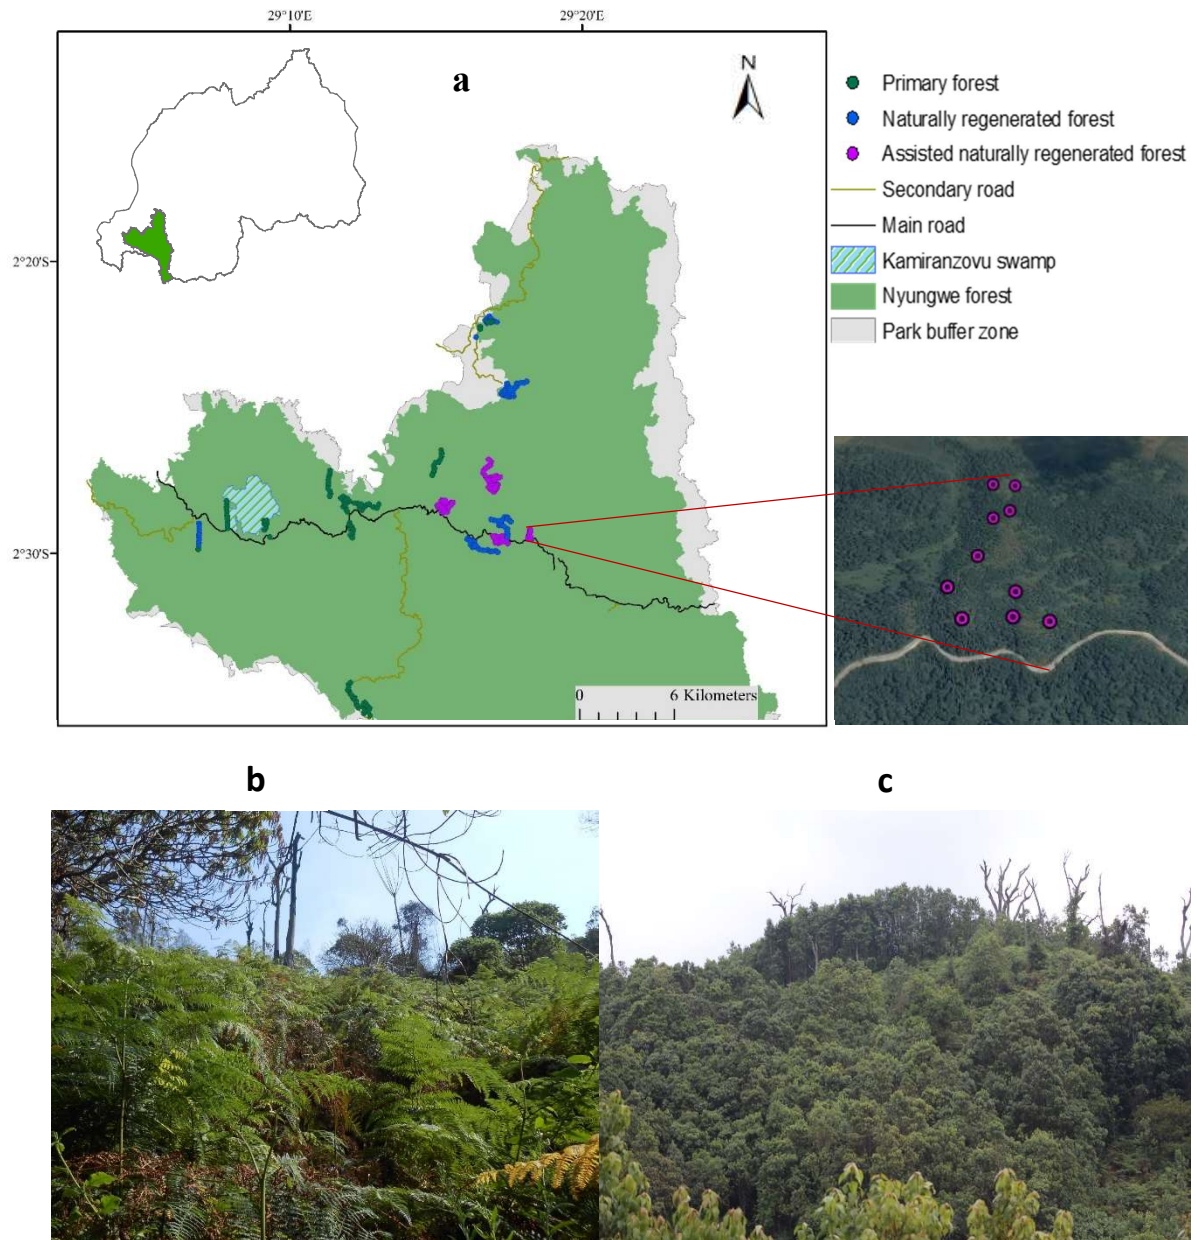 29°10'E
29°20'E
a
N
2°20'S
2°30'S
0 6 Kilometers
Primary forest
Naturally regenerated forest
Assisted naturally regenerated forest
Secondary road
Main road
Kamiranzovu swamp
Nyungwe forest
Park buffer zone
b
c